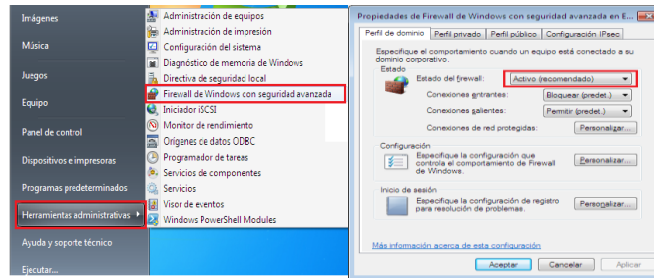 Imágenes
Música
Juegos
Equipo
Panel de control
Dispositivos e impresoras
Programas predeterminados
Herramientas administrativas
Ayuda y soporte técnico
Ejecutar...
Administración de equipos
Administración de impresión
Configuración del sistema
Diagnóstico de memoria de Windows
Directiva de seguridad local
Firewall de Windows con seguridad avanzada
Iniciador iSCSI
Monitor de rendimiento
Orígenes de datos ODBC
Programador de tareas
Servicios de componentes
Servicios
Visor de eventos
Windows PowerShell Modules
Propiedades de Firewall de Windows con seguridad avanzada en E...
Perfil de dominio Perfil privado Perfil público Configuración IPsec
Especifique el comportamiento cuando un equipo está conectado a su
dominio corporativo.
Estado
Estado del firewall: Activo (recomendado)
Conexiones entrantes: Bloquear (predet.)
Conexiones salientes: Permitir (predet.)
Conexiones de red protegidas: Personalizar...
Configuración
Especifique la configuración que
controla el comportamiento de Firewall
de Windows.
Personalizar...
Inicio de sesión
Especifique la configuración de registro
para resolución de problemas.
Personalizar...
Más información acerca de esta configuración
Aceptar Cancelar Aplicar